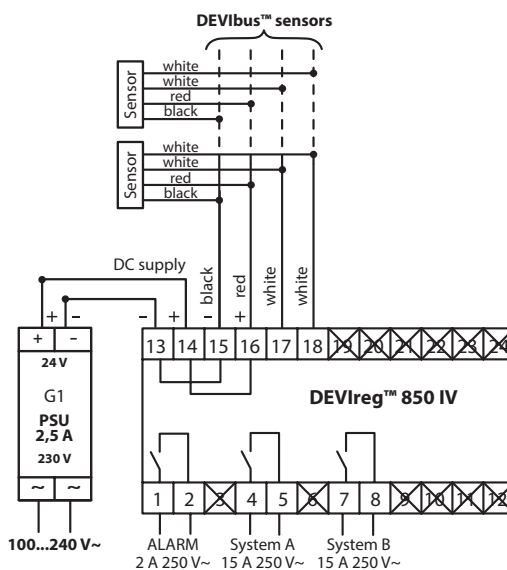 DEVIbus™ sensors
Sensor
white
white
red
black
Sensor
white
white
red
black
DC supply
black
red
white
white
+ – – + – +
+ –
24 V
G1
PSU
2,5 A
230 V
~ ~
100...240 V~
13 14 15 16 17 18 19 20 21 22 23 24
DEVIreg™ 850 IV
1 2 3 4 5 6 7 8 9 10 11 12
ALARM
2 A 250 V~
System A
15 A 250 V~
System B
15 A 250 V~